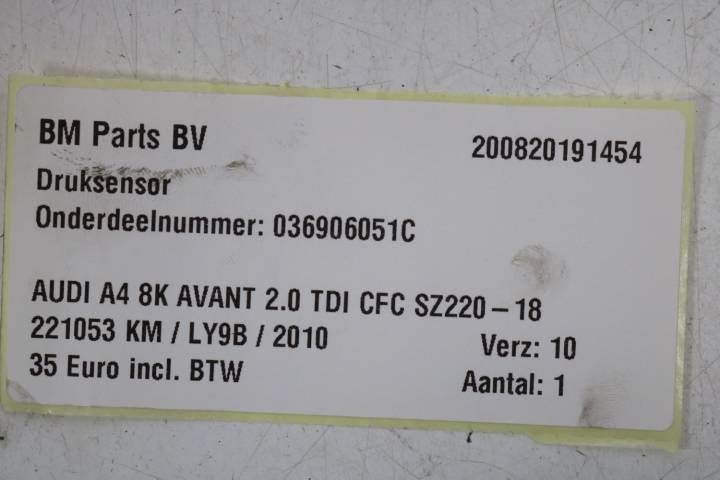 BM Parts BV 200820191454
Druksensor
Onderdeelnummer: 036906051C
AUDI A4 8K AVANT 2.0 TDI CFC SZ220-18
221053 KM / LY9B / 2010 Verz: 10
35 Euro incl. BTW Aantal: 1